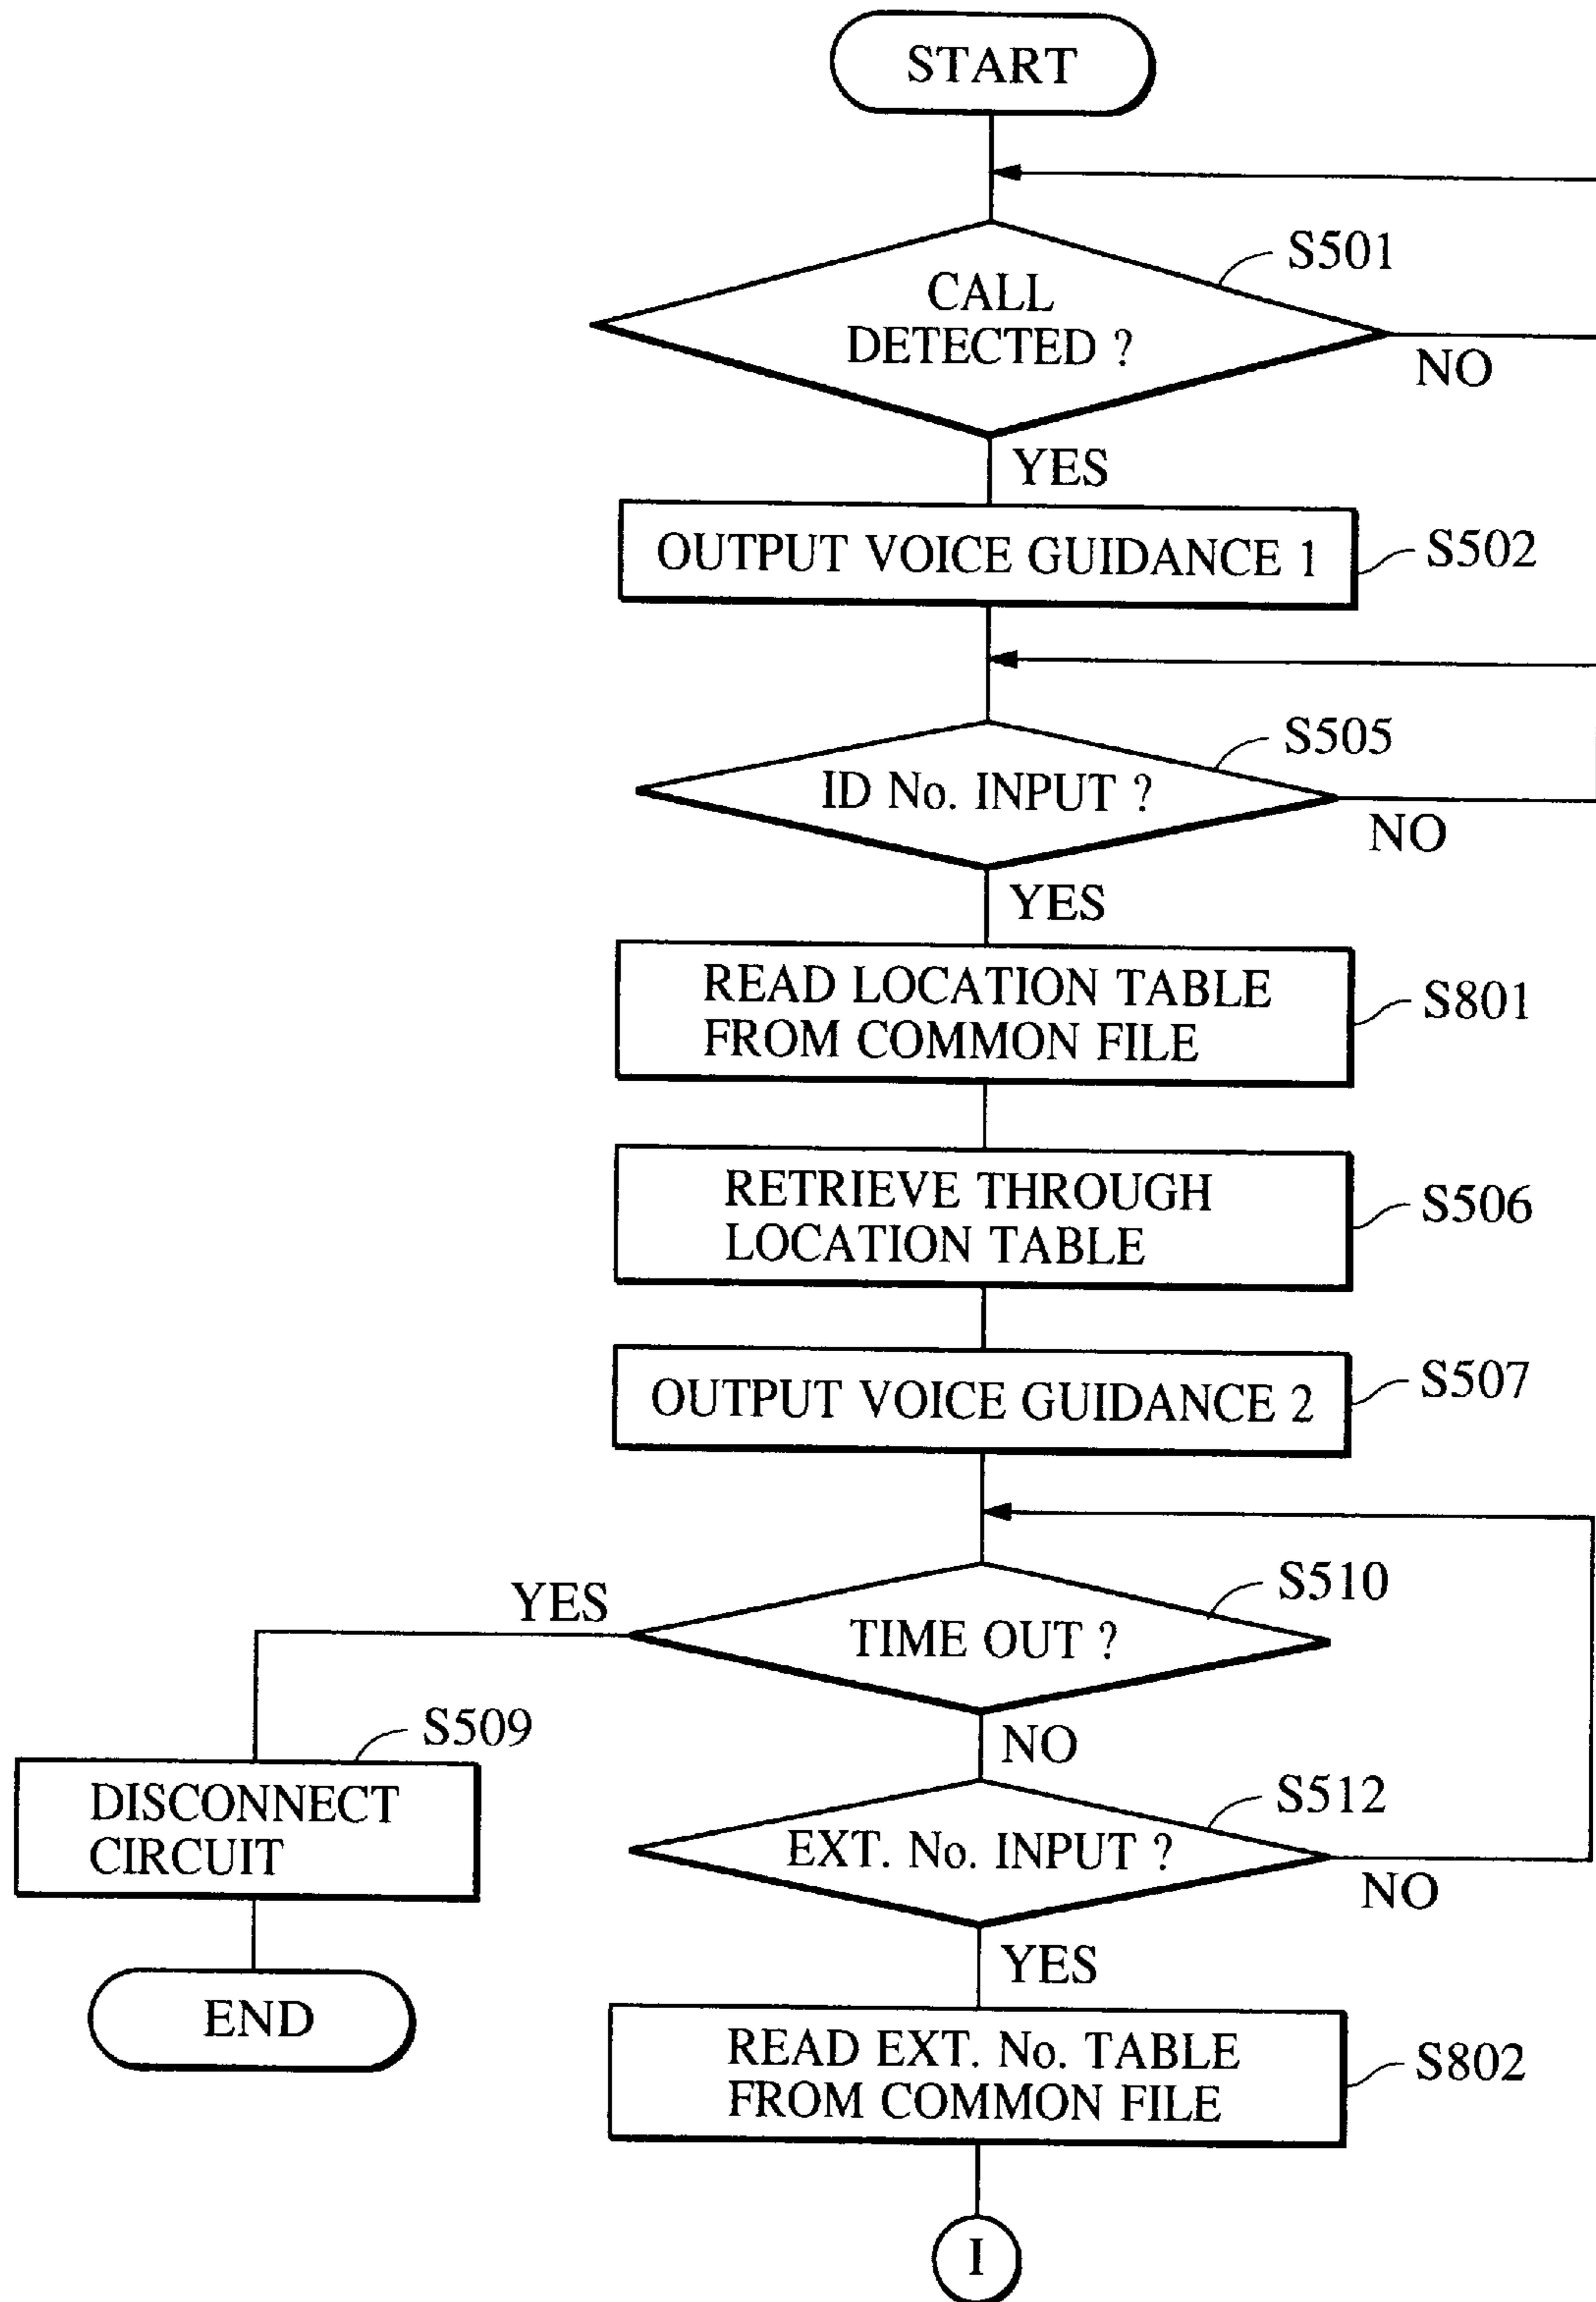 START
S501
CALL
DETECTED ?
NO
YES
OUTPUT VOICE GUIDANCE 1
S502
S505
ID No. INPUT ?
NO
YES
READ LOCATION TABLE
FROM COMMON FILE
S801
RETRIEVE THROUGH
LOCATION TABLE
S506
OUTPUT VOICE GUIDANCE 2
S507
YES
S510
TIME OUT ?
NO
S509
DISCONNECT
CIRCUIT
S512
EXT. No. INPUT ?
NO
YES
END
READ EXT. No. TABLE
FROM COMMON FILE
S802
I